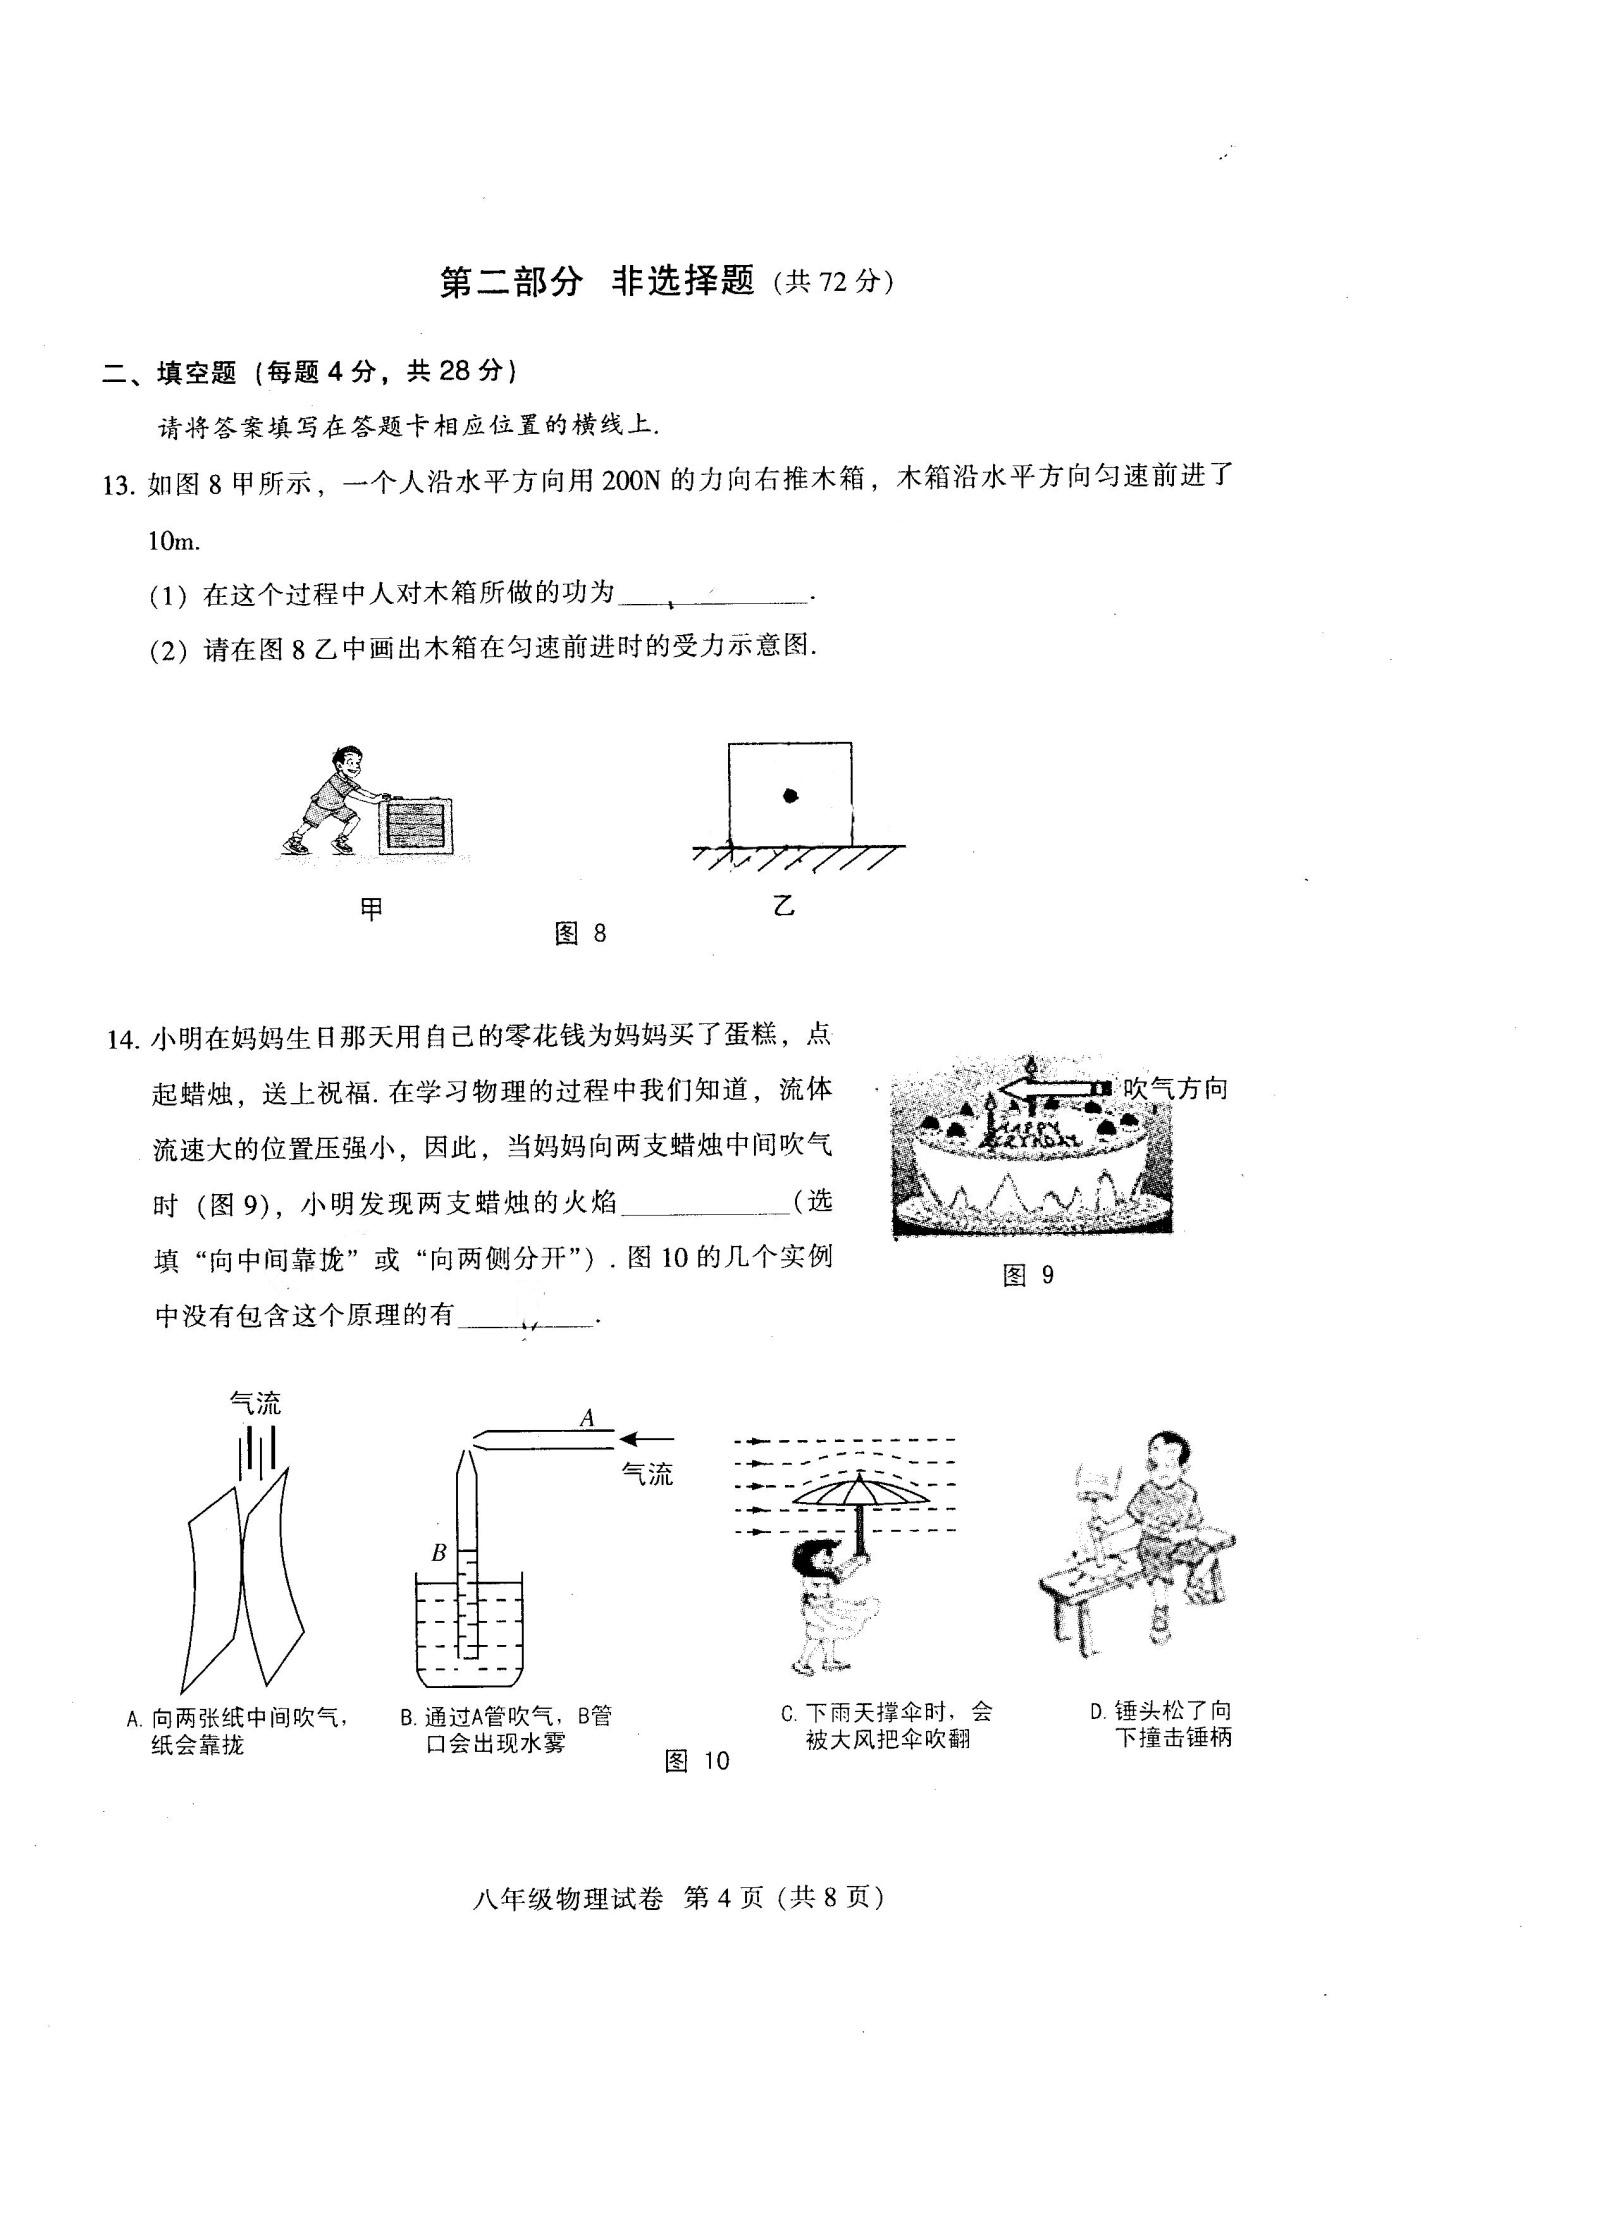 第二部分 非选择题（共 72 分）
二、填空题（每题 4 分，共 28 分）
请将答案填写在答题卡相应位置的横线上.
13. 如图 8 甲所示，一个人沿水平方向用 200N 的力向右推木箱，木箱沿水平方向匀速前进了
10m.
（1）在这个过程中人对木箱所做的功为____________.
（2）请在图 8 乙中画出木箱在匀速前进时的受力示意图.
甲
乙
图 8
14. 小明在妈妈生日那天用自己的零花钱为妈妈买了蛋糕，点
起蜡烛，送上祝福. 在学习物理的过程中我们知道，流体
流速大的位置压强小，因此，当妈妈向两支蜡烛中间吹气
时（图 9），小明发现两支蜡烛的火焰____________（选
填“向中间靠拢”或“向两侧分开”）. 图 10 的几个实例
中没有包含这个原理的有__________.
吹气方向
HAPPY
BIRTHDAY
图 9
气流
A
气流
B
A. 向两张纸中间吹气，
纸会靠拢
B. 通过A管吹气，B管
口会出现水雾
C. 下雨天撑伞时，会
被大风把伞吹翻
D. 锤头松了向
下撞击锤柄
图 10
八年级物理试卷 第 4 页（共 8 页）